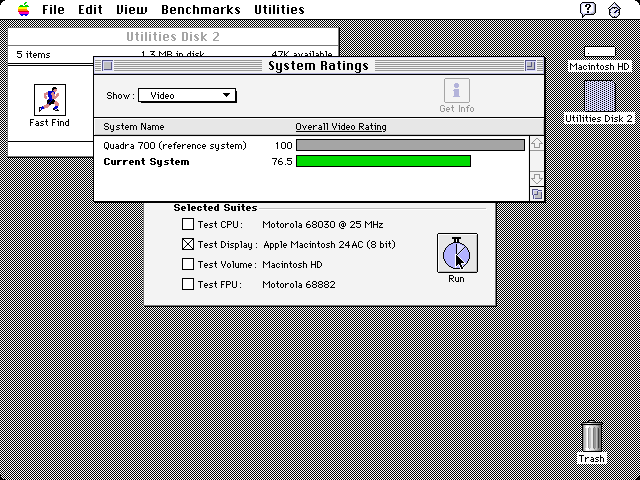 File Edit View Benchmarks Utilities
Utilities Disk 2
5 items 1.3 MB in disk 47K available
System Ratings
Show: Video
Get Info
System Name Overall Video Rating
Quadra 700 (reference system) 100
Current System 76.5
Fast Find
Macintosh HD
Utilities Disk 2
Selected Suites
Test CPU: Motorola 68030 @ 25 MHz
Test Display: Apple Macintosh 24AC (8 bit)
Test Volume: Macintosh HD
Test FPU: Motorola 68882
Run
Trash